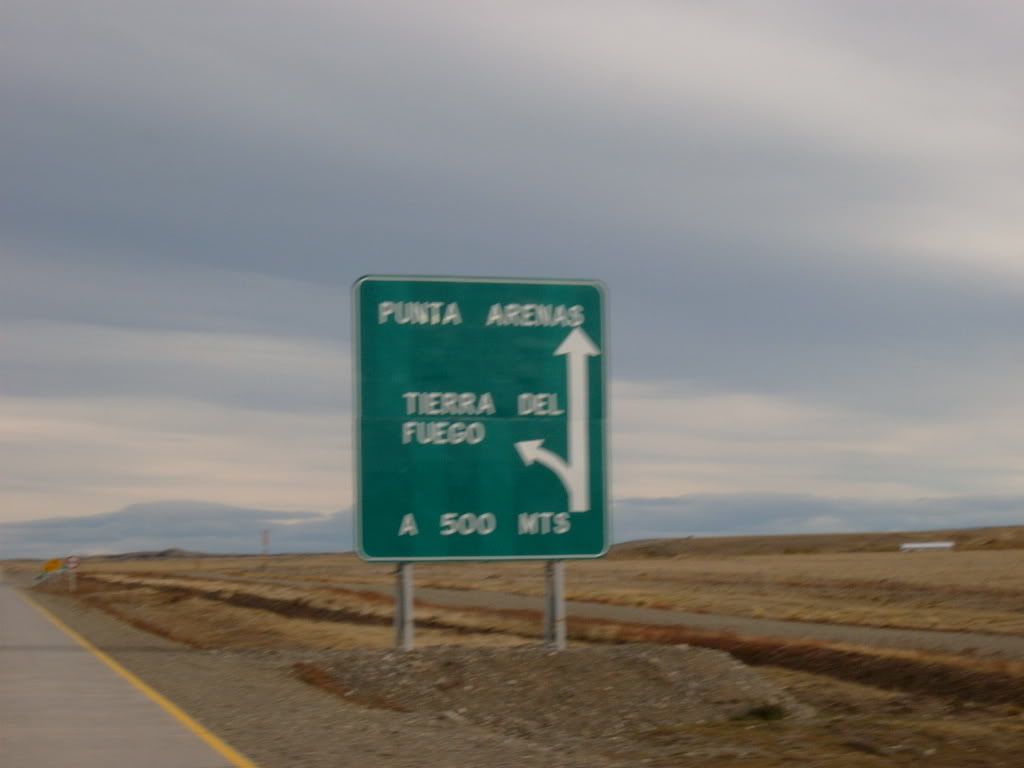 PUNTA ARENAS
TIERRA DEL
FUEGO
A 500 MTS